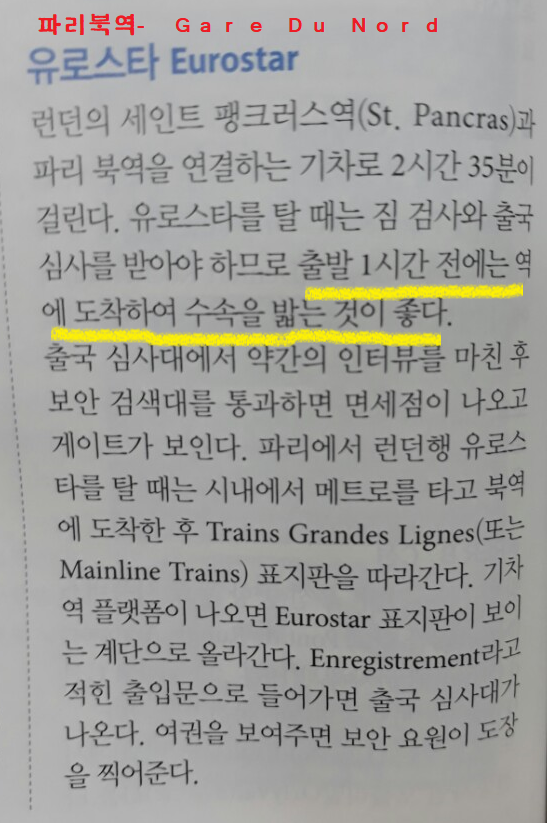 파리북역- Gare Du Nord
유로스타 Eurostar
런던의 세인트 팽크러스역(St. Pancras)과
파리 북역을 연결하는 기차로 2시간 35분이
걸린다. 유로스타를 탈 때는 짐 검사와 출국
심사를 받아야 하므로 출발 1시간 전에는 역
에 도착하여 수속을 밟는 것이 좋다.
출국 심사대에서 약간의 인터뷰를 마친 후
보안 검색대를 통과하면 면세점이 나오고
게이트가 보인다. 파리에서 런던행 유로스
타를 탈 때는 시내에서 메트로를 타고 북역
에 도착한 후 Trains Grandes Lignes(또는
Mainline Trains) 표지판을 따라간다. 기차
역 플랫폼이 나오면 Eurostar 표지판이 보이
는 계단으로 올라간다. Enregistrement라고
적힌 출입문으로 들어가면 출국 심사대가
나온다. 여권을 보여주면 보안 요원이 도장
을 찍어준다.